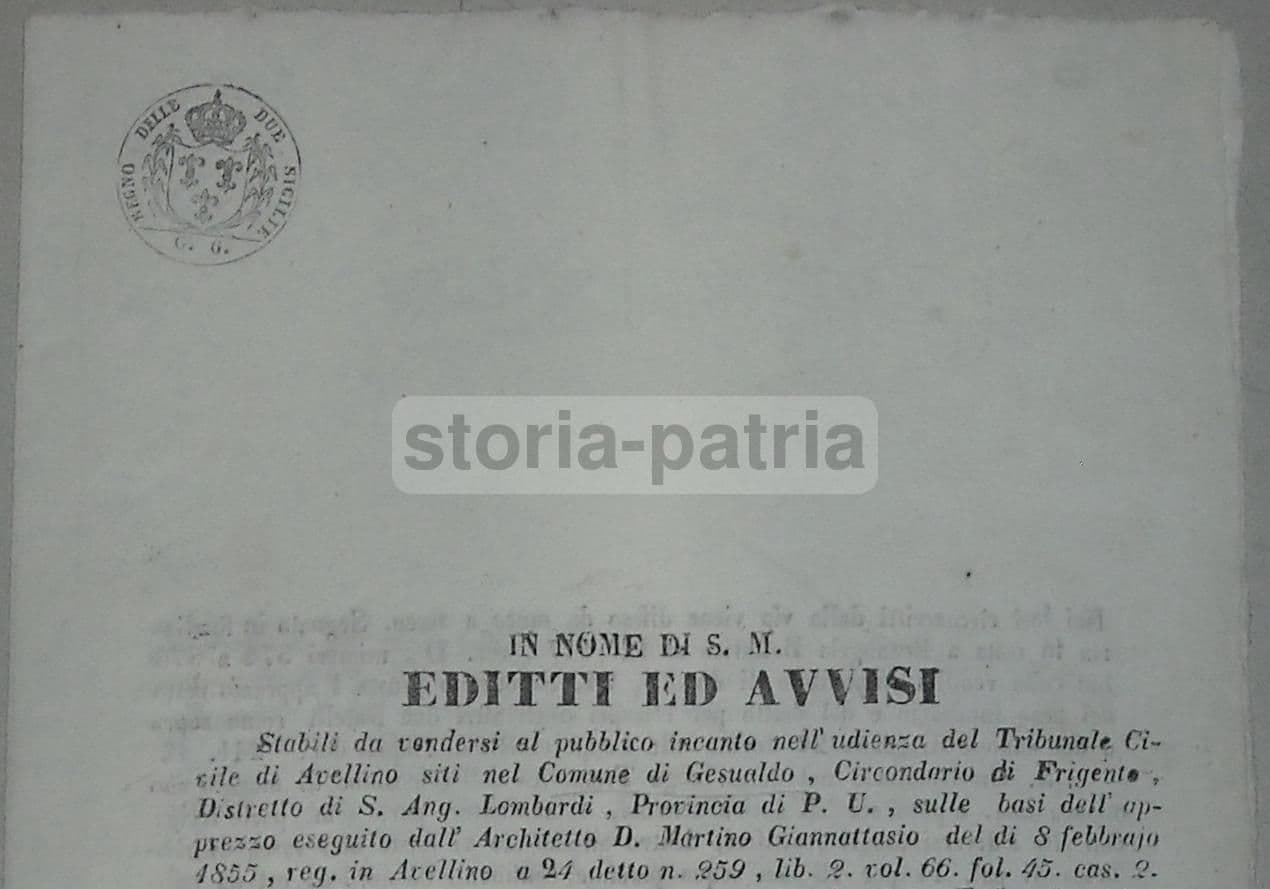 REGNO DELLE DUE SICILIE
G. G.
storia-patria
IN NOME DI S. M.
EDITTI ED AVVISI
Stabili da vendersi al pubblico incanto nell' udienza del Tribunale Ci-
vile di Avellino siti nel Comune di Gesualdo , Circondario di Frigento ,
Distretto di S. Ang. Lombardi , Provincia di P. U. , sulle basi dell' ap-
prezzo eseguito dall' Architetto D. Martino Giannattasio del di 8 febbrajo
1855 , reg. in Avellino a 24 detto n. 259 , lib. 2. vol. 66. fol. 45. cas. 2.